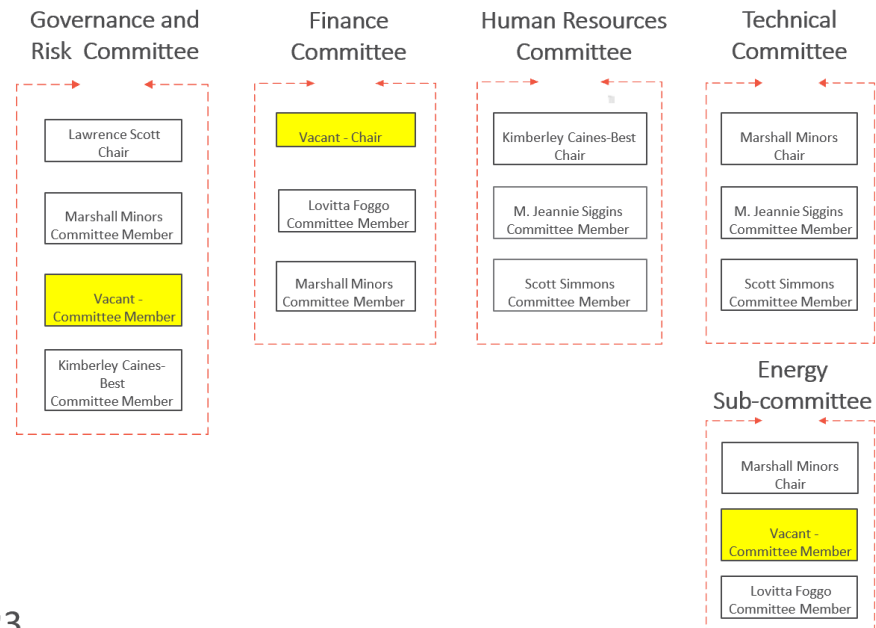 Governance and
Risk Committee
Lawrence Scott
Chair
Marshall Minors
Committee Member
Vacant -
Committee Member
Kimberley Caines-
Best
Committee Member
Finance
Committee
Vacant - Chair
Lovitta Foggo
Committee Member
Marshall Minors
Committee Member
Human Resources
Committee
Kimberley Caines-Best
Chair
M. Jeannie Siggins
Committee Member
Scott Simmons
Committee Member
Technical
Committee
Marshall Minors
Chair
M. Jeannie Siggins
Committee Member
Scott Simmons
Committee Member
Energy
Sub-committee
Marshall Minors
Chair
Vacant -
Committee Member
Lovitta Foggo
Committee Member